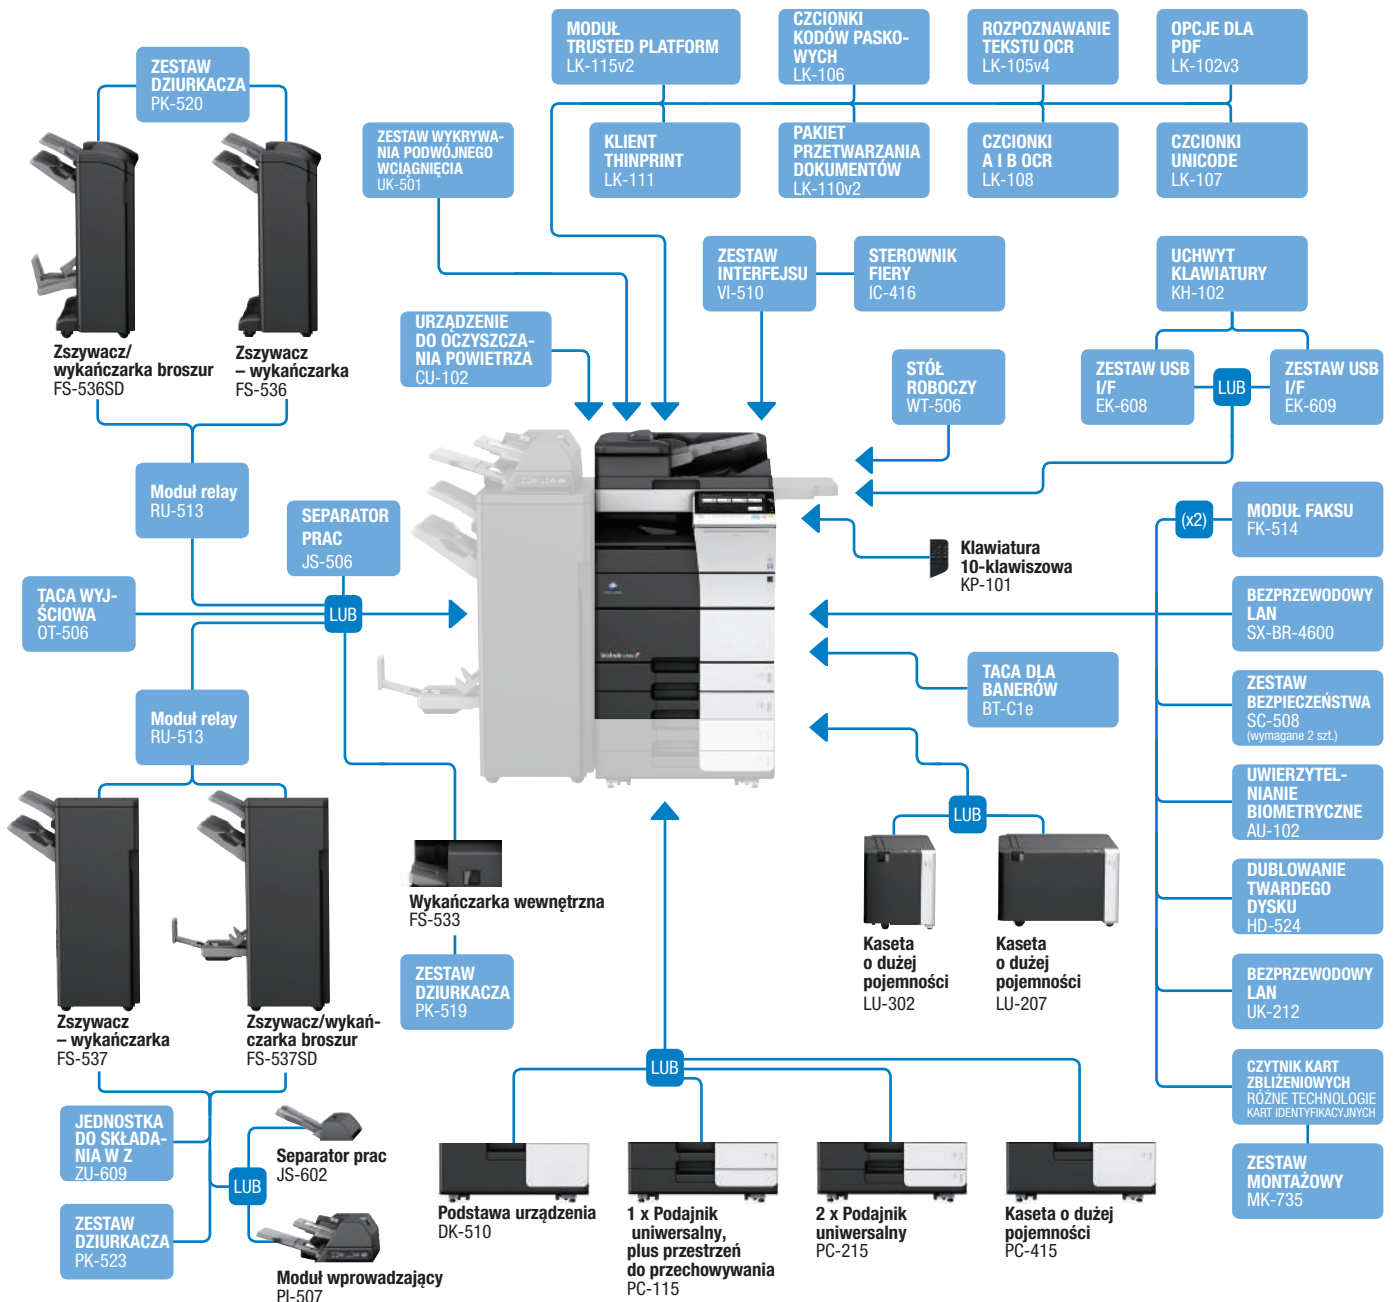 MODUŁ
TRUSTED PLATFORM
LK-115v2
CZCIONKI
KODÓW PASKO-
WYCH
LK-106
ROZPOZNAWANIE
TEKSTU OCR
LK-105v4
OPCJE DLA
PDF
LK-102v3
ZESTAW
DZIURKACZA
PK-520
ZESTAW WYKRYWA-
NIA PODWÓJNEGO
WCIĄGNIĘCIA
UK-501
KLIENT
THINPRINT
LK-111
PAKIET
PRZETWARZANIA
DOKUMENTÓW
LK-110v2
CZCIONKI
A I B OCR
LK-108
CZCIONKI
UNICODE
LK-107
ZESTAW
INTERFEJSU
VI-510
STEROWNIK
FIERY
IC-416
UCHWYT
KLAWIATURY
KH-102
URZĄDZENIE
DO OCZYSZCZA-
NIA POWIETRZA
CU-102
Zszywacz/
wykańczarka broszur
FS-536SD
Zszywacz
– wykańczarka
FS-536
STÓŁ
ROBOCZY
WT-506
ZESTAW USB
I/F
EK-608
LUB
ZESTAW USB
I/F
EK-609
Moduł relay
RU-513
SEPARATOR
PRAC
JS-506
(x2)
MODUŁ FAKSU
FK-514
Klawiatura
10-klawiszowa
KP-101
TACA WYJ-
ŚCIOWA
OT-506
LUB
BEZPRZEWODOWY
LAN
SX-BR-4600
TACA DLA
BANERÓW
BT-C1e
ZESTAW
BEZPIECZEŃSTWA
SC-508
(wymagane 2 szt.)
Moduł relay
RU-513
UWIERZYTEL-
NIANIE
BIOMETRYCZNE
AU-102
LUB
DUBLOWANIE
TWARDEGO
DYSKU
HD-524
Wykańczarka wewnętrzna
FS-533
Kaseta
o dużej
pojemności
LU-302
Kaseta
o dużej
pojemności
LU-207
BEZPRZEWODOWY
LAN
UK-212
ZESTAW
DZIURKACZA
PK-519
Zszywacz
– wykańczarka
FS-537
Zszywacz/wykań-
czarka broszur
FS-537SD
LUB
CZYTNIK KART
ZBLIŻENIOWYCH
RÓŻNE TECHNOLOGIE
KART IDENTYFIKACYJNYCH
JEDNOSTKA
DO SKŁADA-
NIA W Z
ZU-609
Separator prac
JS-602
LUB
ZESTAW
MONTAŻOWY
MK-735
ZESTAW
DZIURKACZA
PK-523
Moduł wprowadzający
PI-507
Podstawa urządzenia
DK-510
1 x Podajnik
uniwersalny,
plus przestrzeń
do przechowywania
PC-115
2 x Podajnik
uniwersalny
PC-215
Kaseta o dużej
pojemności
PC-415